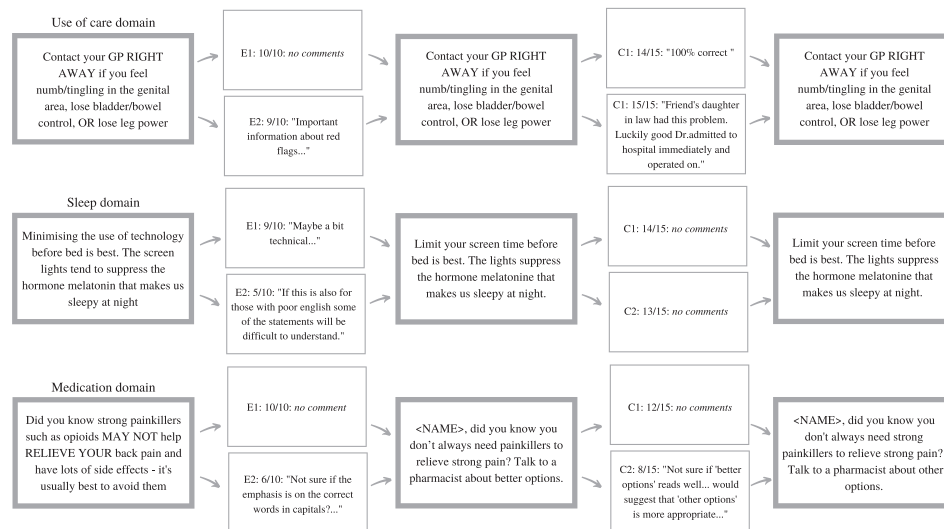 Use of care domain
Contact your GP RIGHT
AWAY if you feel
numb/tingling in the genital
area, lose bladder/bowel
control, OR lose leg power
E1: 10/10: no comments
E2: 9/10: "Important
information about red
flags..."
Contact your GP RIGHT
AWAY if you feel
numb/tingling in the genital
area, lose bladder/bowel
control, OR lose leg power
C1: 14/15: "100% correct "
C1: 15/15: "Friend's daughter
in law had this problem.
Luckily good Dr.admitted to
hospital immediately and
operated on."
Contact your GP RIGHT
AWAY if you feel
numb/tingling in the genital
area, lose bladder/bowel
control, OR lose leg power
Sleep domain
Minimising the use of technology
before bed is best. The screen
lights tend to suppress the
hormone melatonin that makes us
sleepy at night
E1: 9/10: "Maybe a bit
technical..."
E2: 5/10: "If this is also for
those with poor english some
of the statements will be
difficult to understand."
Limit your screen time before
bed is best. The lights suppress
the hormone melatonine that
makes us sleepy at night.
C1: 14/15: no comments
C2: 13/15: no comments
Limit your screen time before
bed is best. The lights suppress
the hormone melatonine that
makes us sleepy at night.
Medication domain
Did you know strong painkillers
such as opioids MAY NOT help
RELIEVE YOUR back pain and
have lots of side effects - it's
usually best to avoid them
E1: 10/10: no comment
E2: 6/10: "Not sure if the
emphasis is on the correct
words in capitals?..."
<NAME>, did you know you
don't always need painkillers to
relieve strong pain? Talk to a
pharmacist about better options.
C1: 12/15: no comments
C2: 8/15: "Not sure if 'better
options' reads well... would
suggest that 'other options'
is more appropriate..."
<NAME>, did you know you
don't always need strong
painkillers to relieve strong pain?
Talk to a pharmacist about other
options.